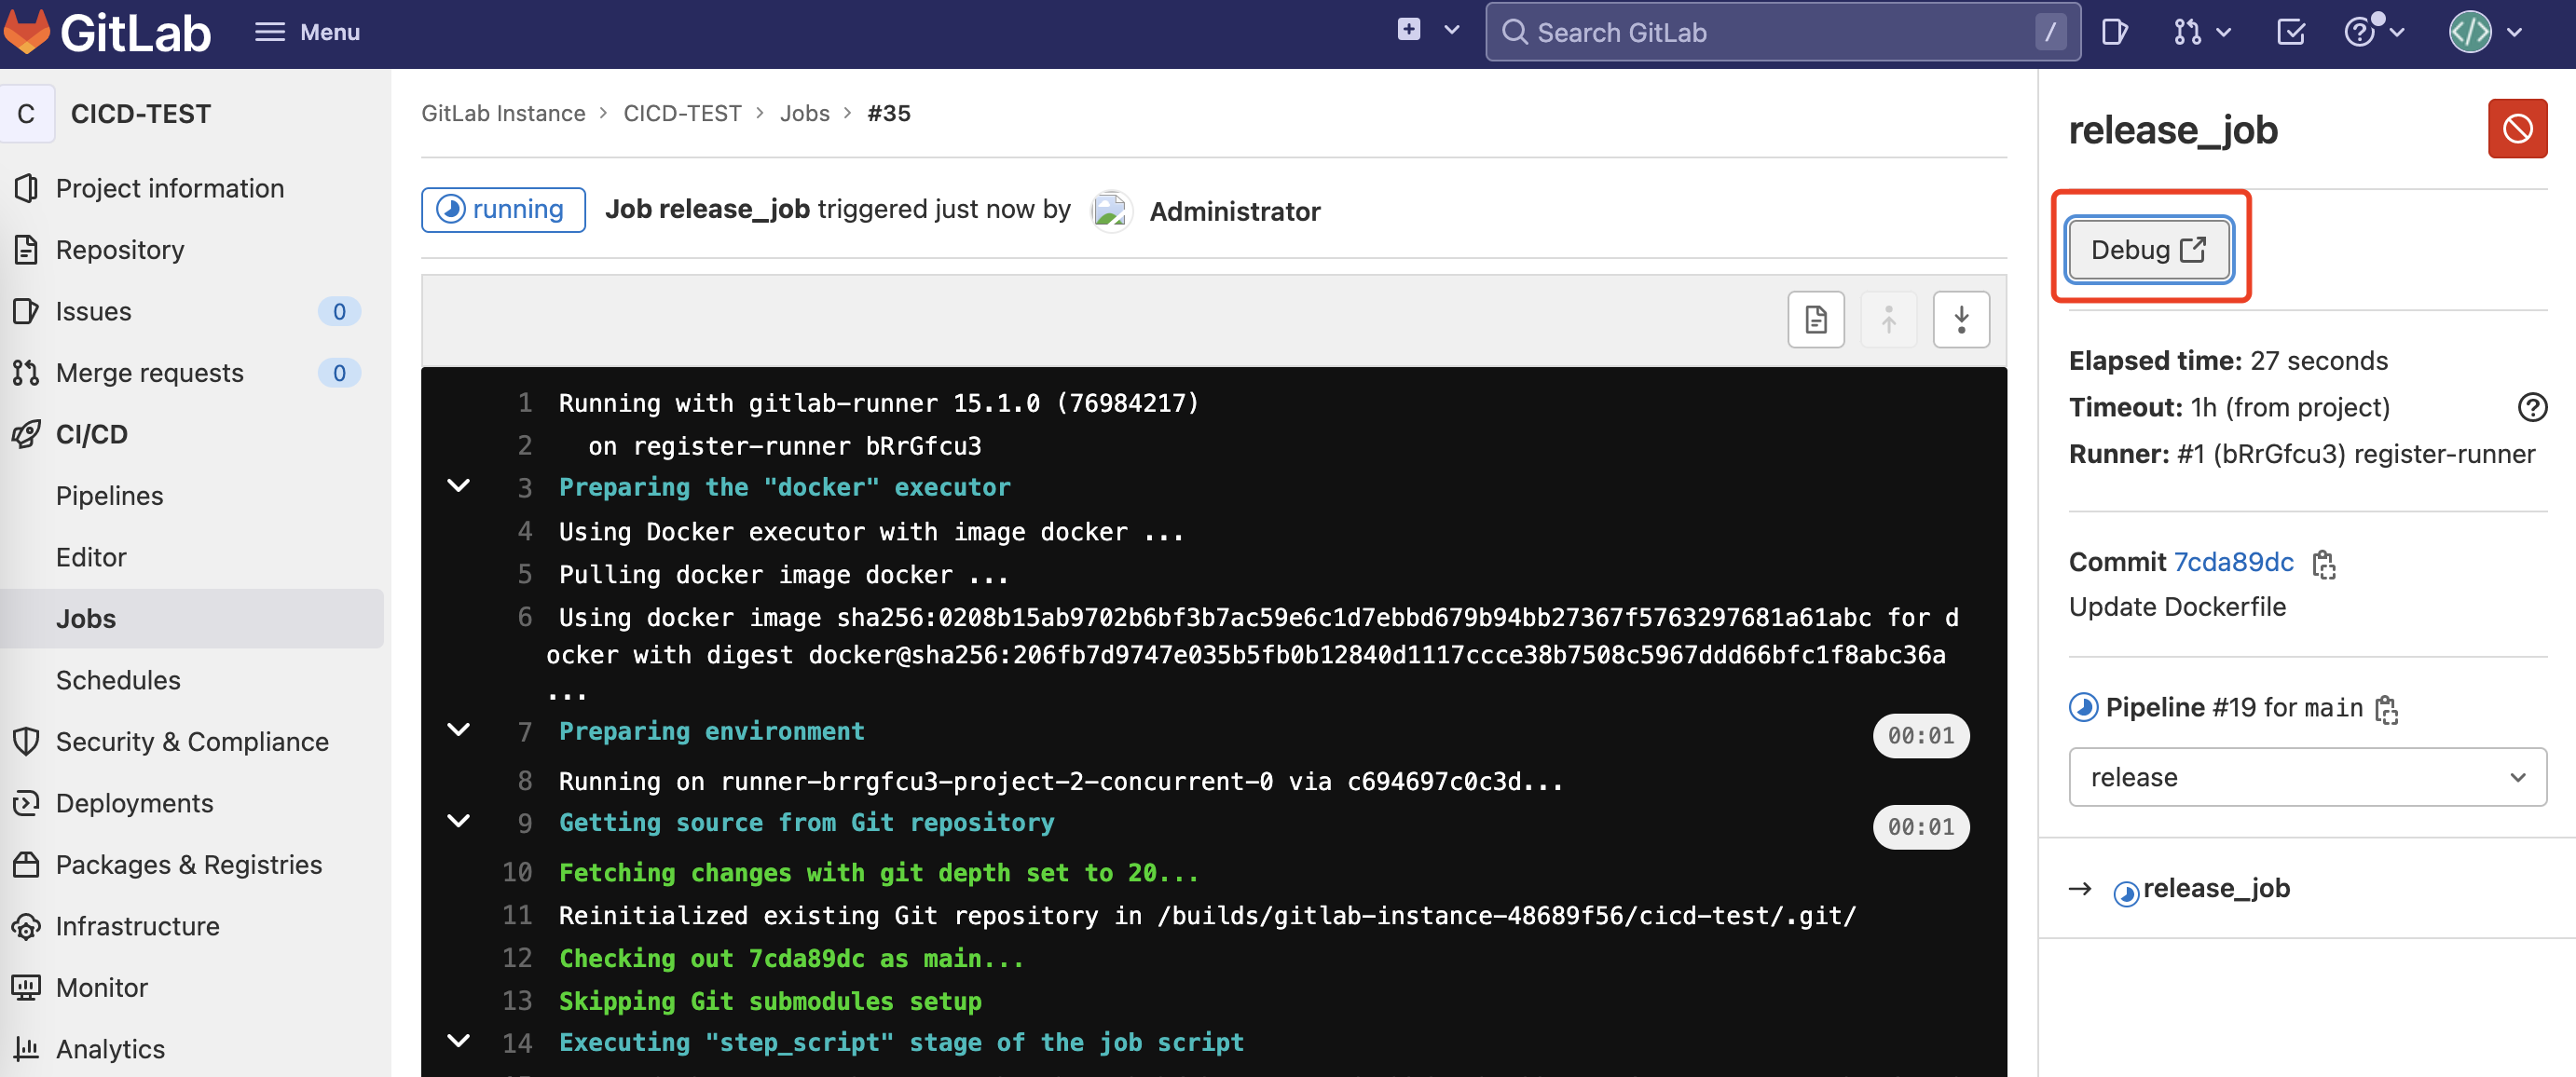 GitLab
Menu
Search GitLab
/
C
CICD-TEST
Project information
Repository
Issues
0
Merge requests
0
CI/CD
Pipelines
Editor
Jobs
Schedules
Security & Compliance
Deployments
Packages & Registries
Infrastructure
Monitor
Analytics
GitLab Instance > CICD-TEST > Jobs > #35
running
Job release_job triggered just now by Administrator
1 Running with gitlab-runner 15.1.0 (76984217)
2 on register-runner bRrGfcu3
3 Preparing the "docker" executor
4 Using Docker executor with image docker ...
5 Pulling docker image docker ...
6 Using docker image sha256:0208b15ab9702b6bf3b7ac59e6c1d7ebbd679b94bb27367f5763297681a61abc for d
ocker with digest docker@sha256:206fb7d9747e035b5fb0b12840d1117ccce38b7508c5967ddd66bfc1f8abc36a
...
7 Preparing environment
00:01
8 Running on runner-brrgfcu3-project-2-concurrent-0 via c694697c0c3d...
9 Getting source from Git repository
00:01
10 Fetching changes with git depth set to 20...
11 Reinitialized existing Git repository in /builds/gitlab-instance-48689f56/cicd-test/.git/
12 Checking out 7cda89dc as main...
13 Skipping Git submodules setup
14 Executing "step_script" stage of the job script
release_job
Debug
Elapsed time: 27 seconds
Timeout: 1h (from project)
Runner: #1 (bRrGfcu3) register-runner
Commit 7cda89dc
Update Dockerfile
Pipeline #19 for main
release
→ release_job